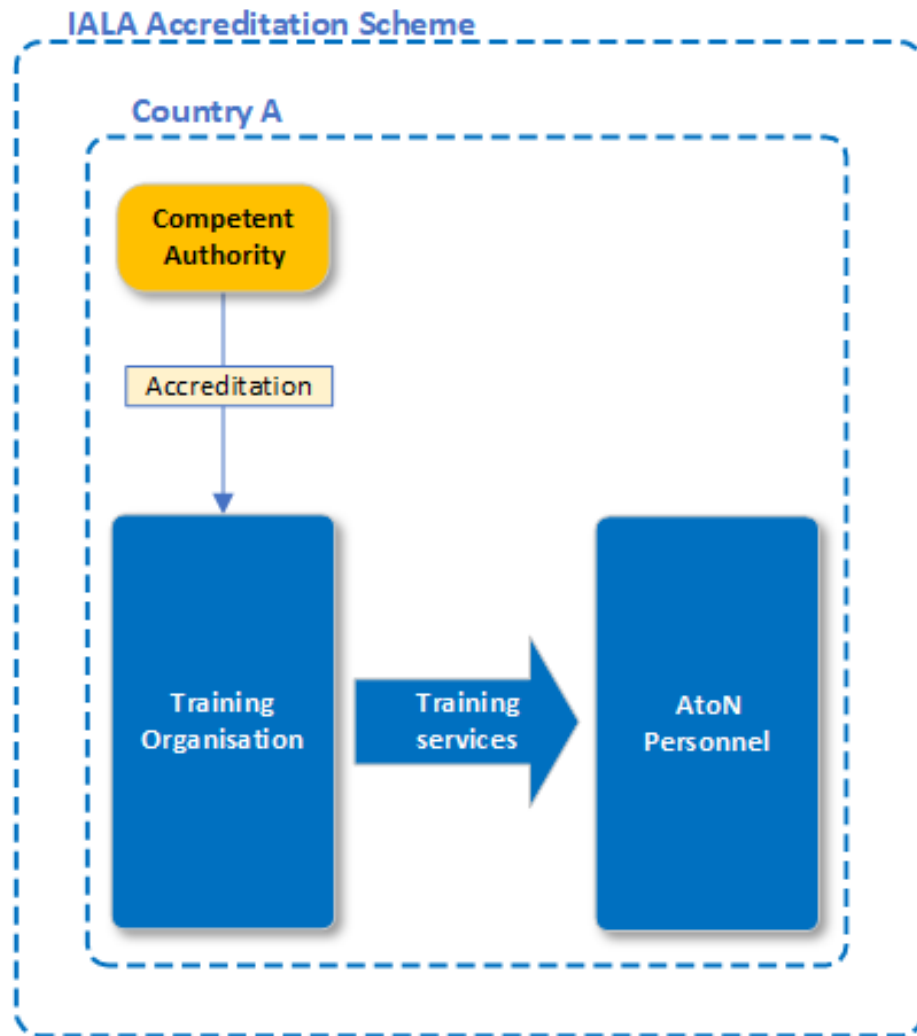 IALA Accreditation Scheme
Country A
Competent
Authority
Accreditation
Training
Organisation
Training
services
AtoN
Personnel